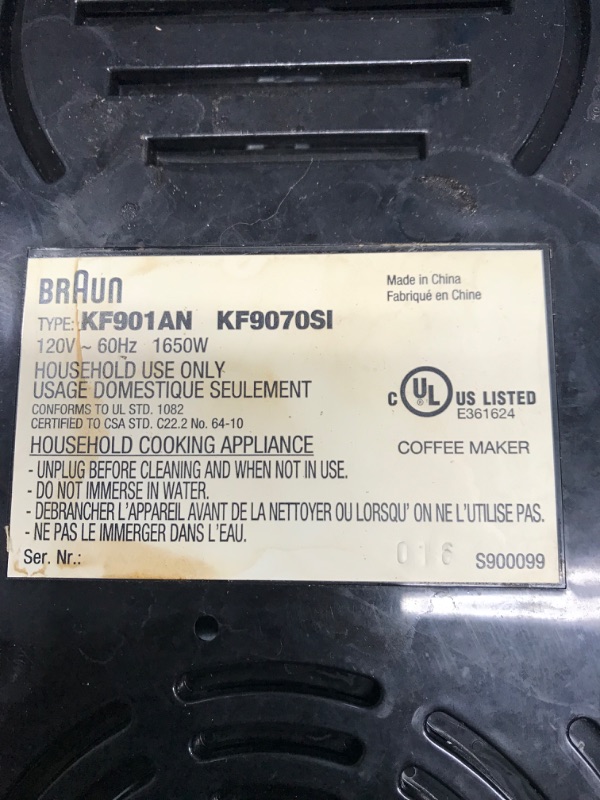 BRAUN
Made in China
Fabriqué en Chine
TYPE: KF901AN KF9070SI
120V ~ 60Hz 1650W
HOUSEHOLD USE ONLY
USAGE DOMESTIQUE SEULEMENT
CONFORMS TO UL STD. 1082
CERTIFIED TO CSA STD. C22.2 No. 64-10
C UL ® US LISTED
E361624
HOUSEHOLD COOKING APPLIANCE
COFFEE MAKER
- UNPLUG BEFORE CLEANING AND WHEN NOT IN USE.
- DO NOT IMMERSE IN WATER.
- DEBRANCHER L'APPAREIL AVANT DE LA NETTOYER OU LORSQU' ON NE L'UTILISE PAS.
- NE PAS LE IMMERGER DANS L'EAU.
Ser. Nr.: 016 S900099